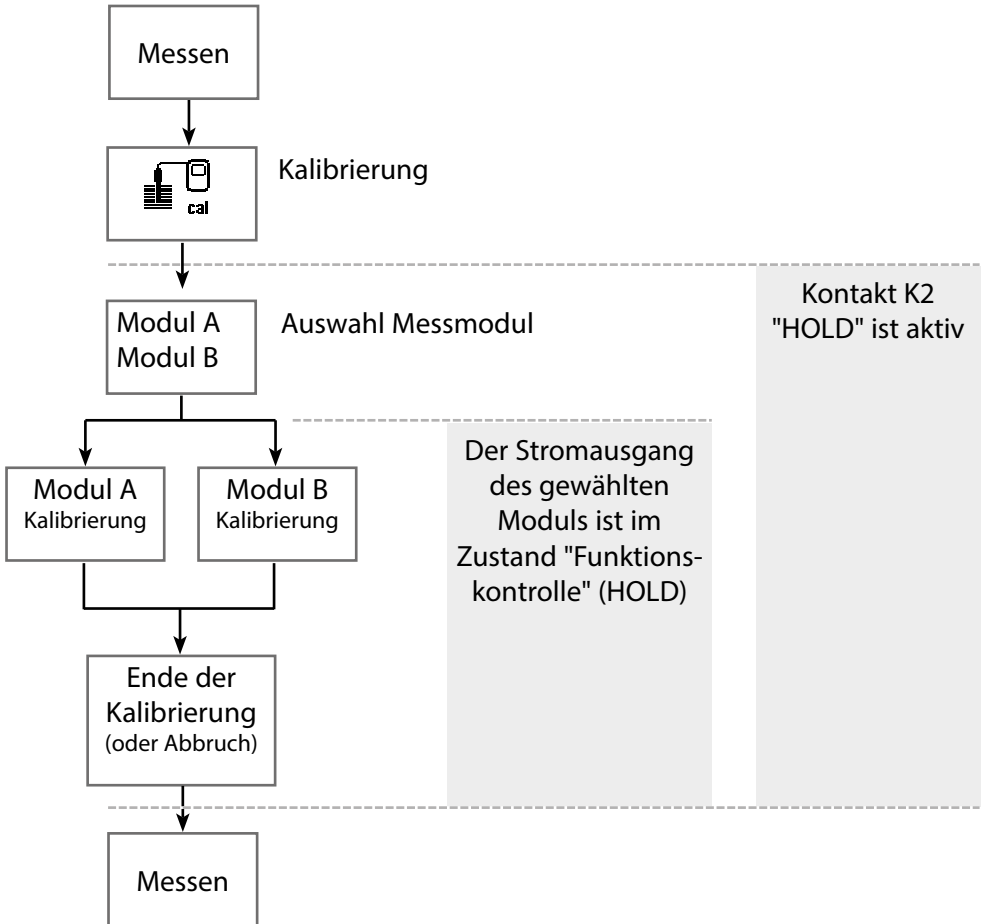 Messen
cal
Kalibrierung
Modul A
Modul B
Auswahl Messmodul
Kontakt K2
"HOLD" ist aktiv
Modul A
Kalibrierung
Modul B
Kalibrierung
Der Stromausgang
des gewählten
Moduls ist im
Zustand "Funktions-
kontrolle" (HOLD)
Ende der
Kalibrierung
(oder Abbruch)
Messen